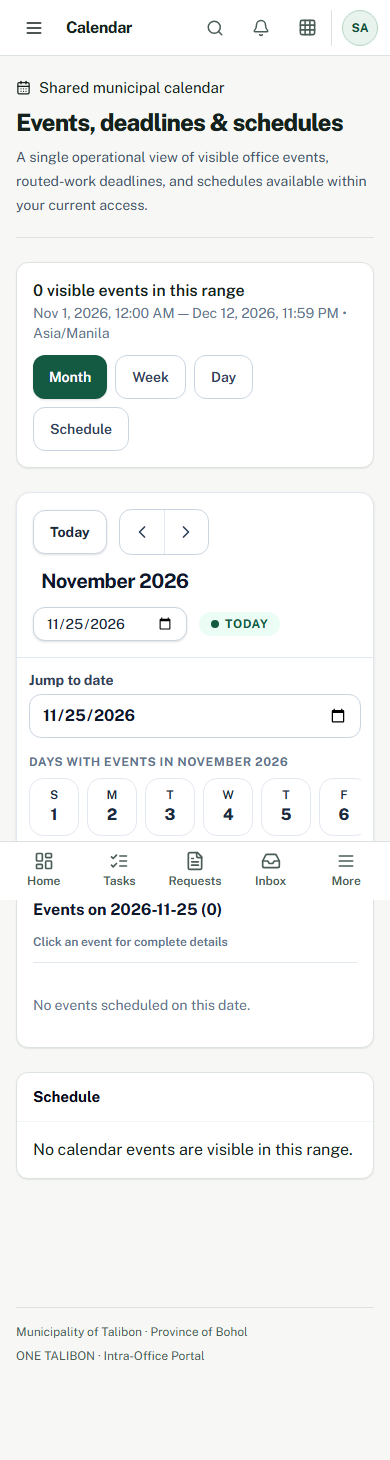 Calendar
SA
Shared municipal calendar
Events, deadlines & schedules
A single operational view of visible office events,
routed-work deadlines, and schedules available within
your current access.
0 visible events in this range
Nov 1, 2026, 12:00 AM — Dec 12, 2026, 11:59 PM •
Asia/Manila
Month
Week
Day
Schedule
Today
November 2026
11/25/2026
TODAY
Jump to date
11/25/2026
DAYS WITH EVENTS IN NOVEMBER 2026
S M T W T F
1 2 3 4 5 6
Home Tasks Requests Inbox More
Events on 2026-11-25 (0)
Click an event for complete details
No events scheduled on this date.
Schedule
No calendar events are visible in this range.
Municipality of Talibon · Province of Bohol
ONE TALIBON · Intra-Office Portal